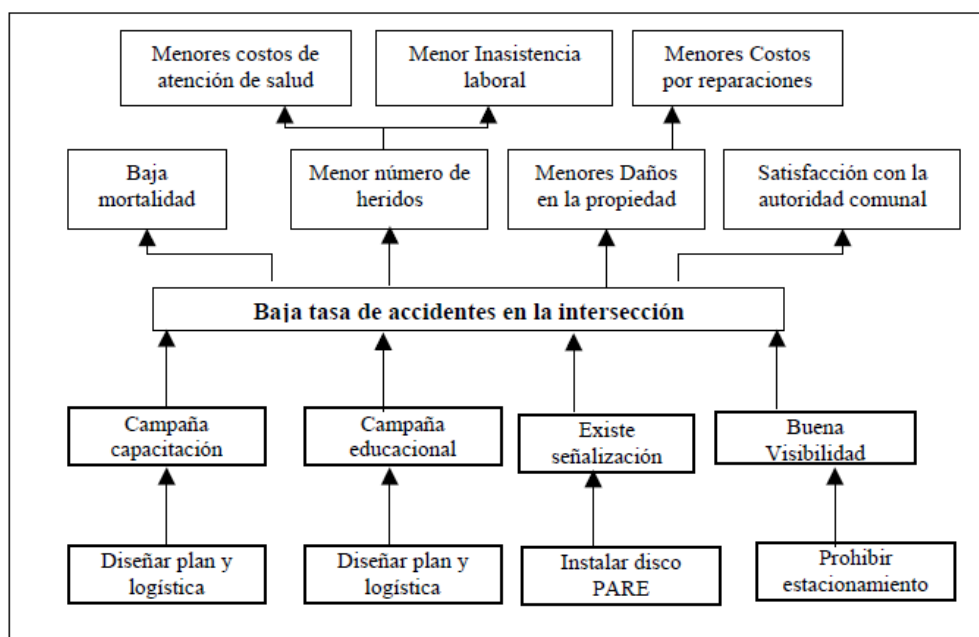 Menores costos de
atención de salud
Menor Inasistencia
laboral
Menores Costos
por reparaciones
Baja
mortalidad
Menor número de
heridos
Menores Daños
en la propiedad
Satisfacción con la
autoridad comunal
Baja tasa de accidentes en la intersección
Campaña
capacitación
Campaña
educacional
Existe
señalización
Buena
Visibilidad
Diseñar plan y
logística
Diseñar plan y
logística
Instalar disco
PARE
Prohibir
estacionamiento